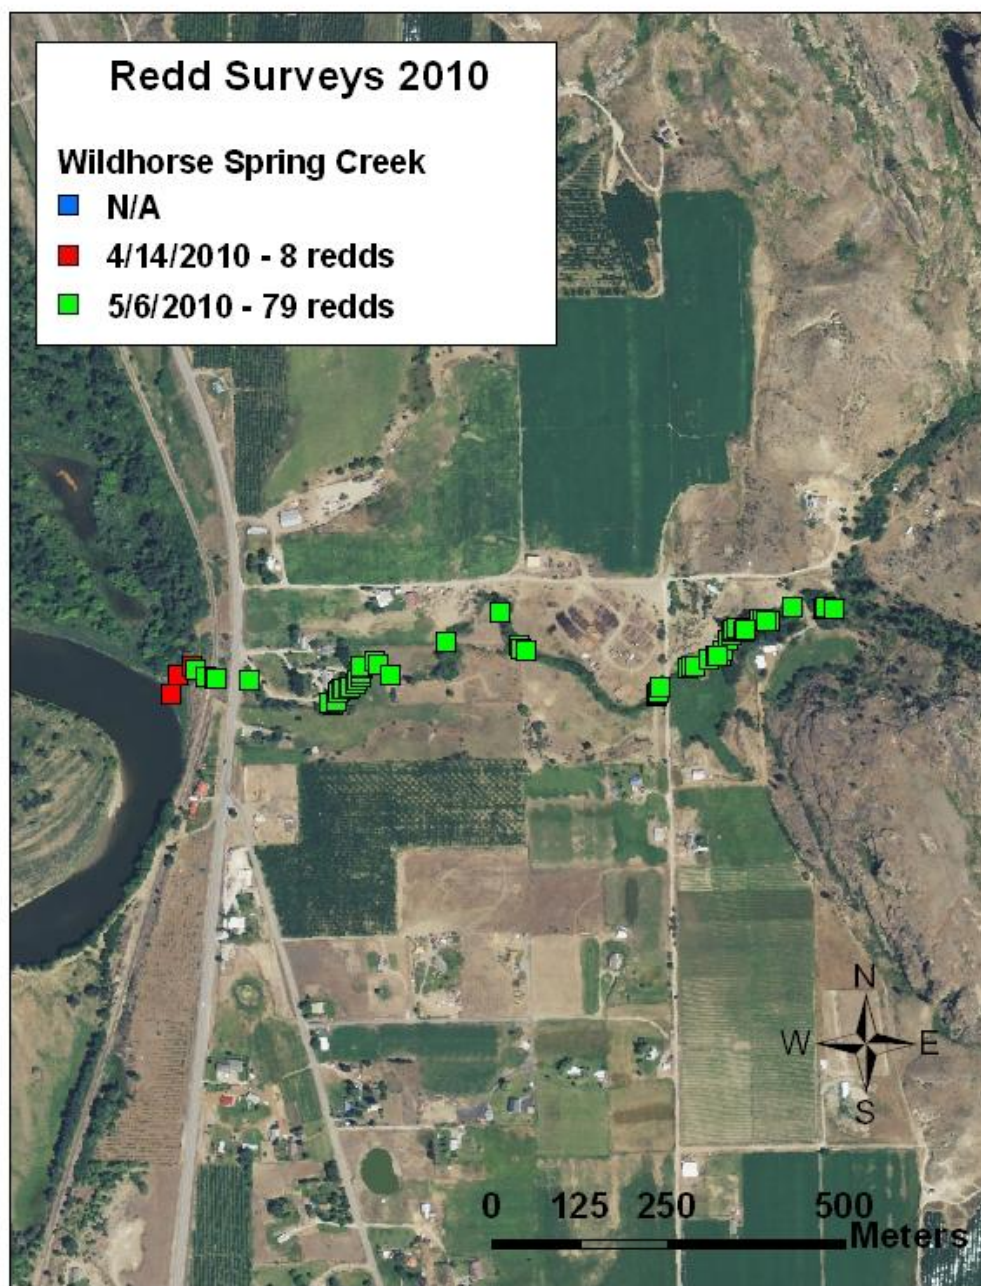 Redd Surveys 2010
Wildhorse Spring Creek
N/A
4/14/2010 - 8 redds
5/6/2010 - 79 redds
N
W E
S
0 125 250 500
Meters